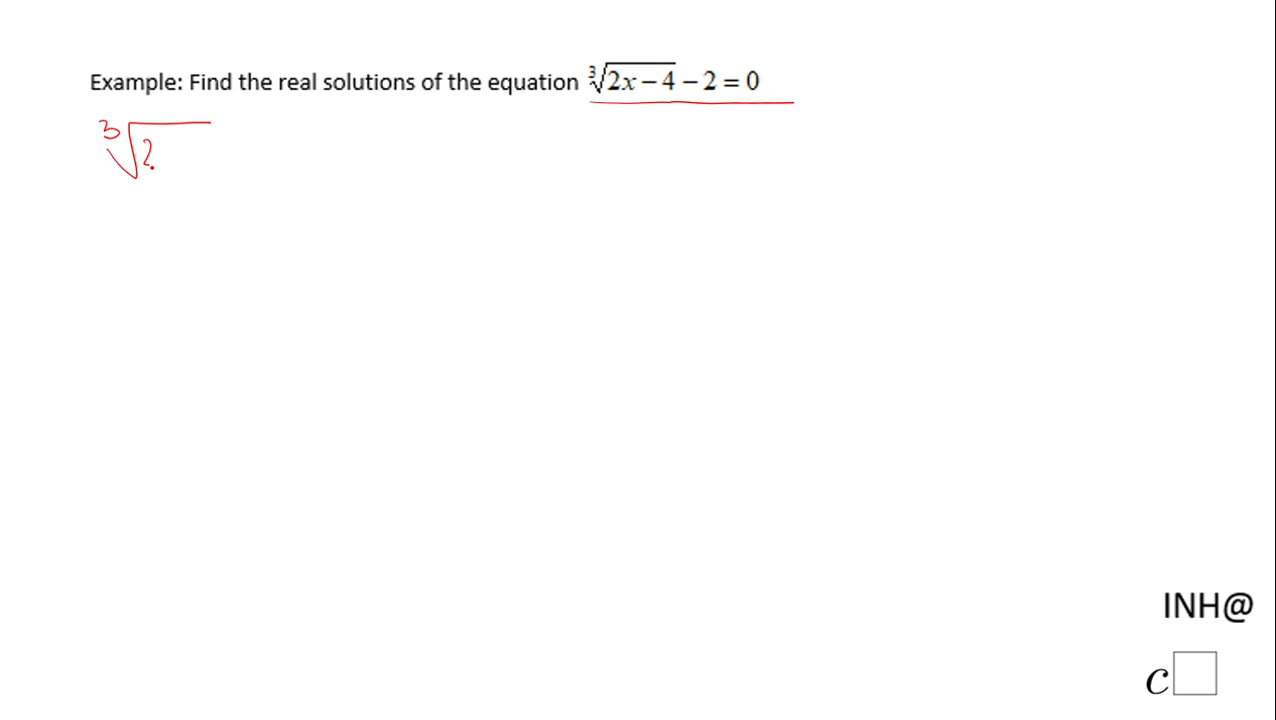 Example: Find the real solutions of the equation ∛(2x − 4) − 2 = 0
∛2
INH@
c